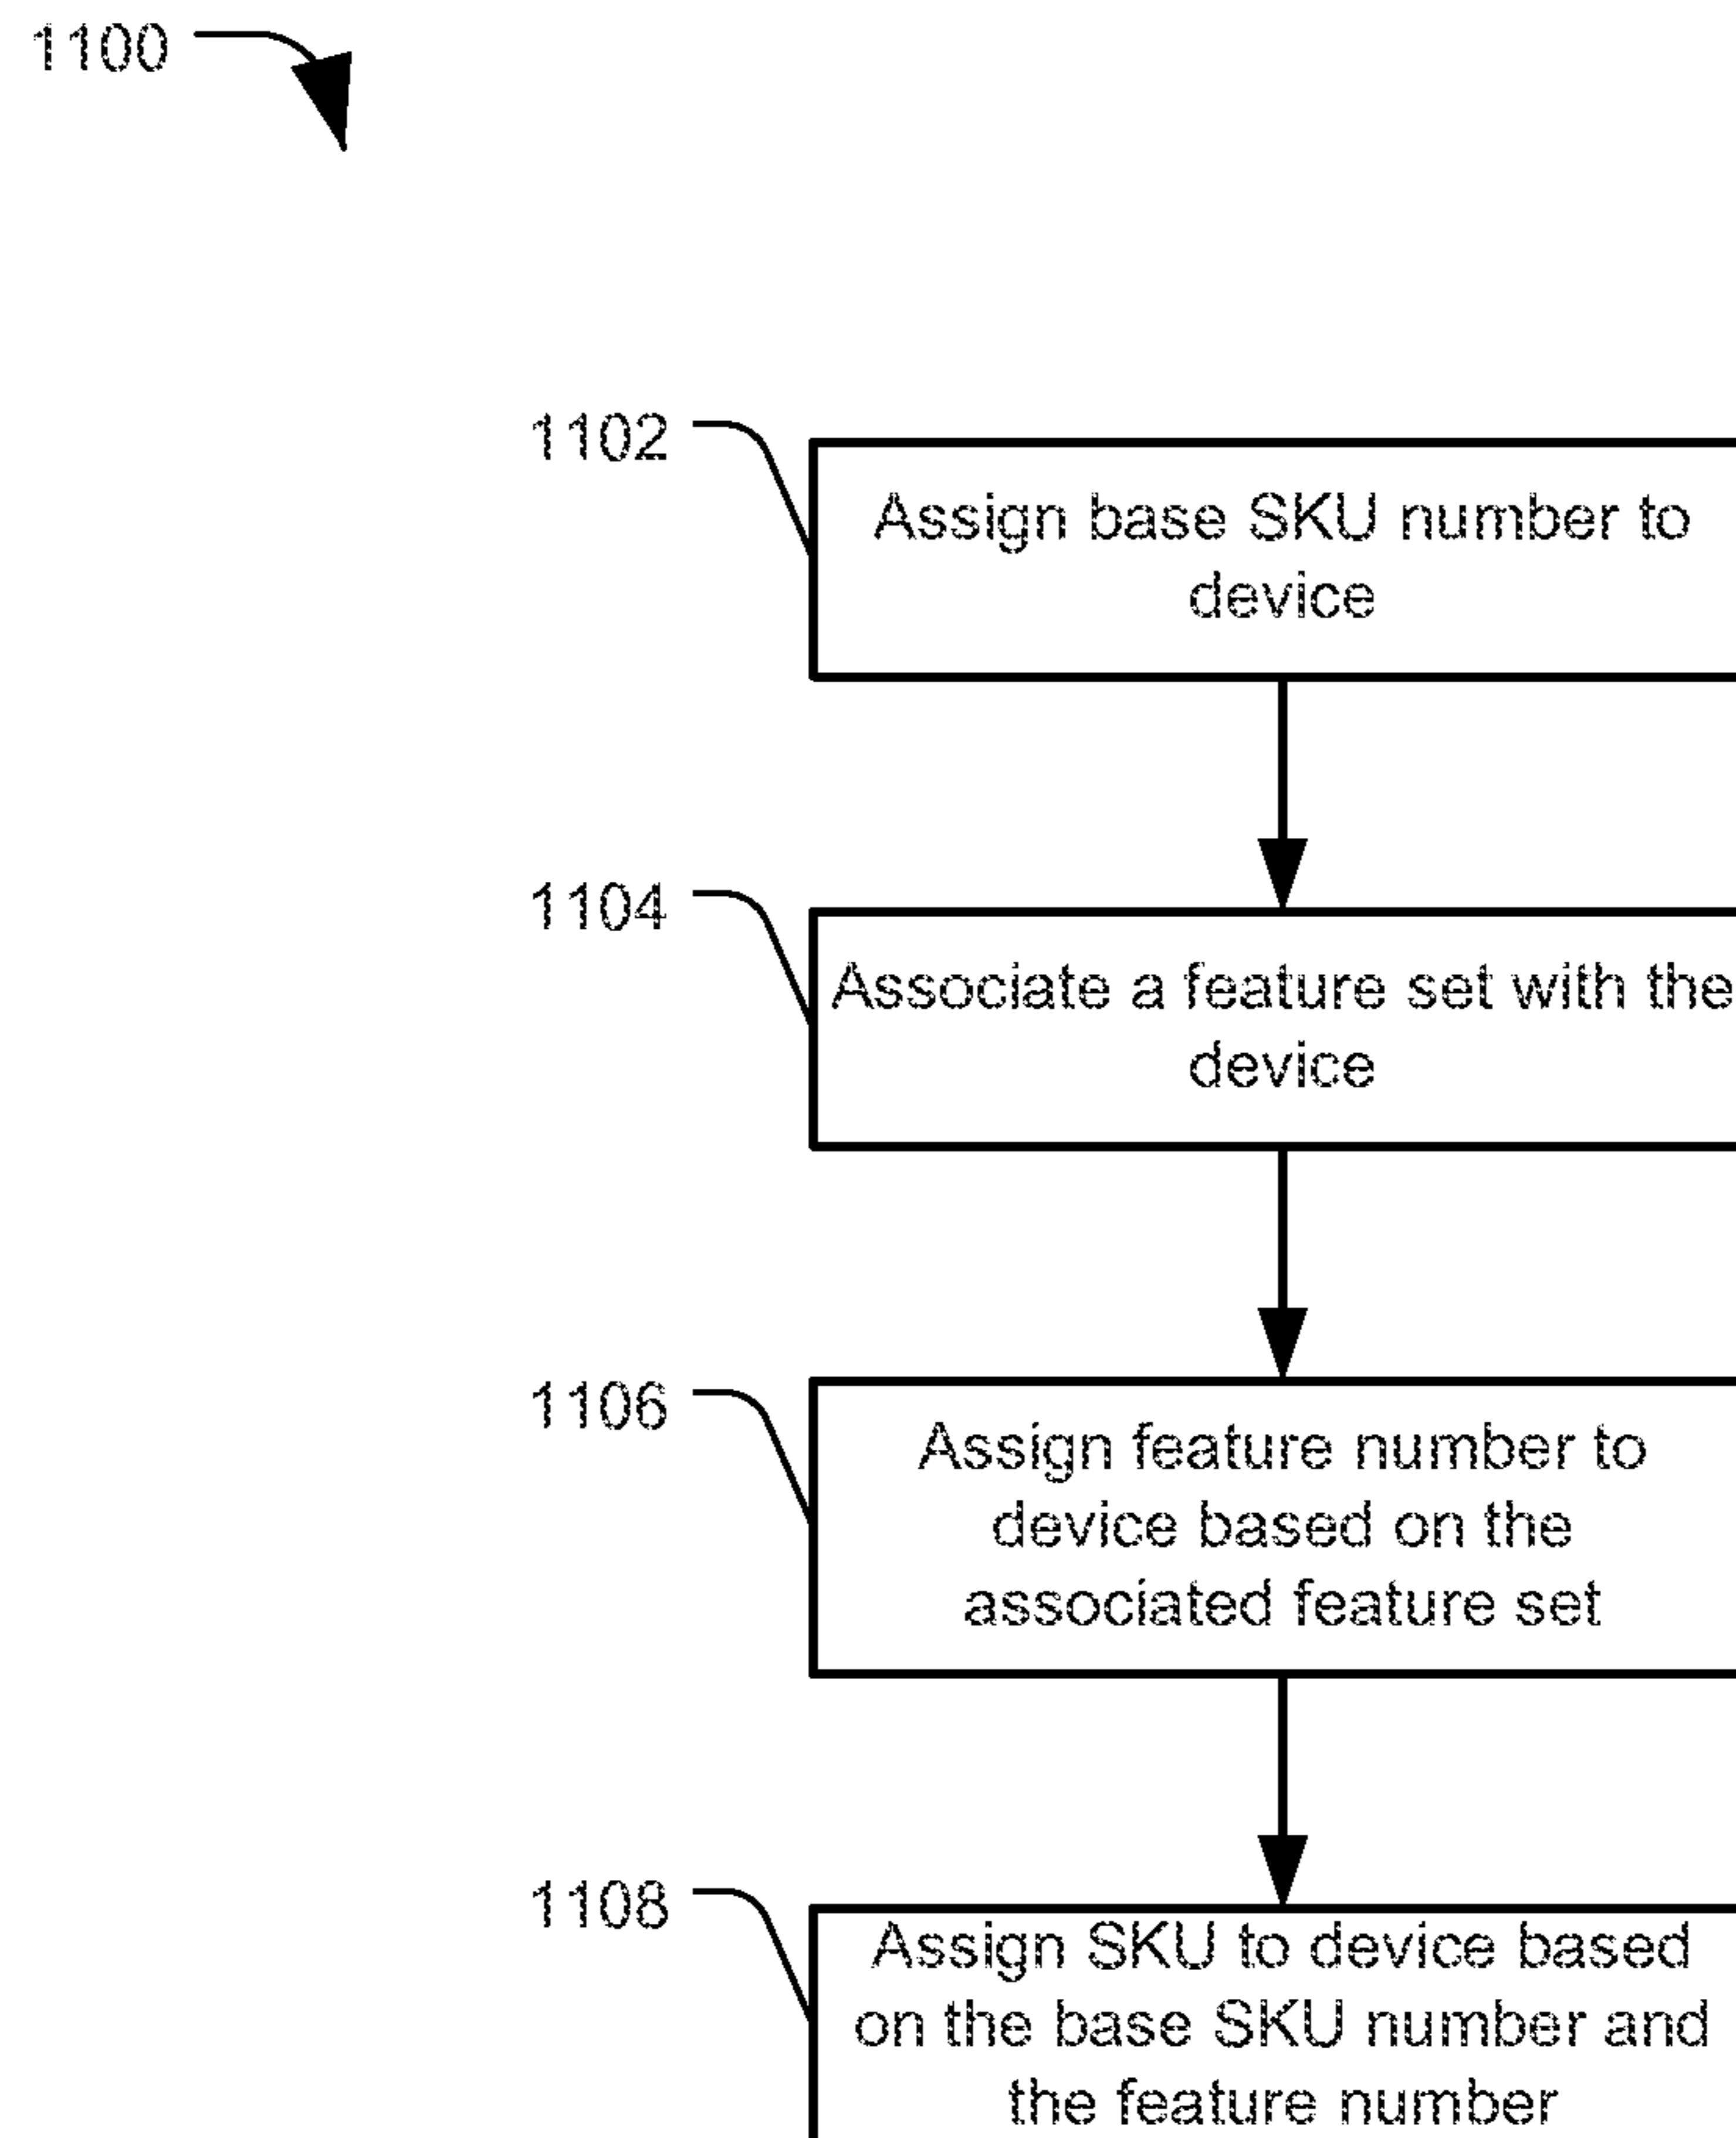 1100
1102
Assign base SKU number to
device
1104
Associate a feature set with the
device
1106
Assign feature number to
device based on the
associated feature set
1108
Assign SKU to device based
on the base SKU number and
the feature number